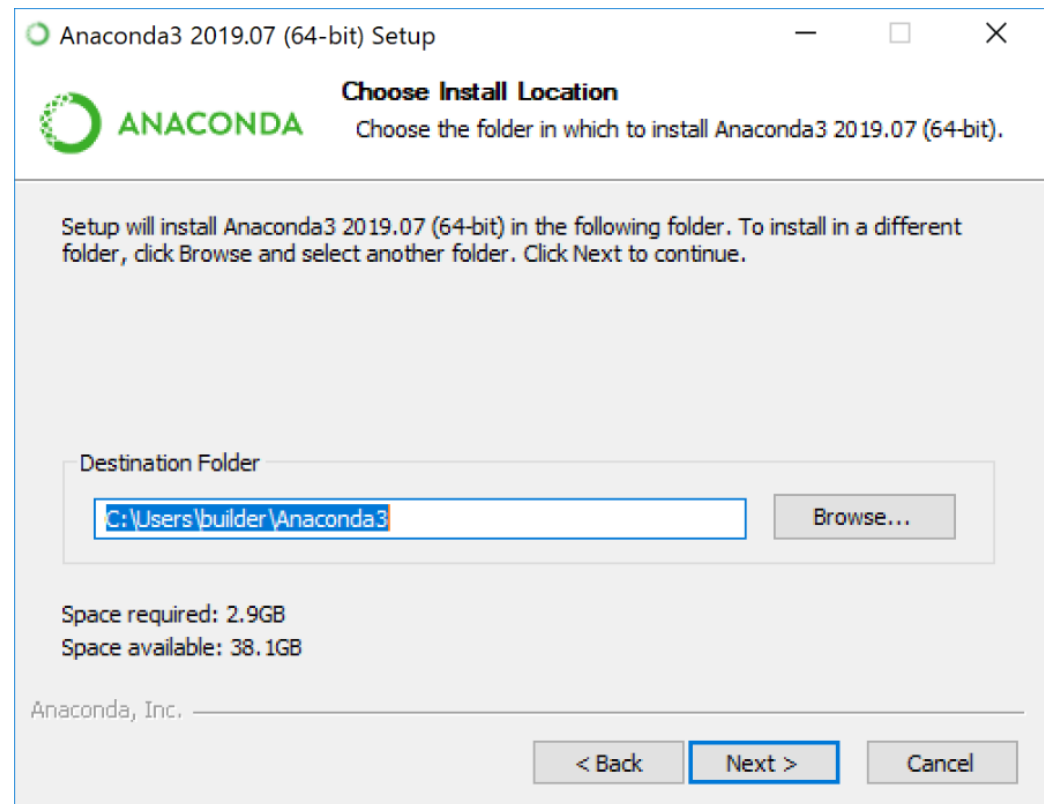 Anaconda3 2019.07 (64-bit) Setup
ANACONDA
Choose Install Location
Choose the folder in which to install Anaconda3 2019.07 (64-bit).
Setup will install Anaconda3 2019.07 (64-bit) in the following folder. To install in a different
folder, click Browse and select another folder. Click Next to continue.
Destination Folder
C:\Users\builder\Anaconda3
Browse...
Space required: 2.9GB
Space available: 38.1GB
Anaconda, Inc.
< Back
Next >
Cancel